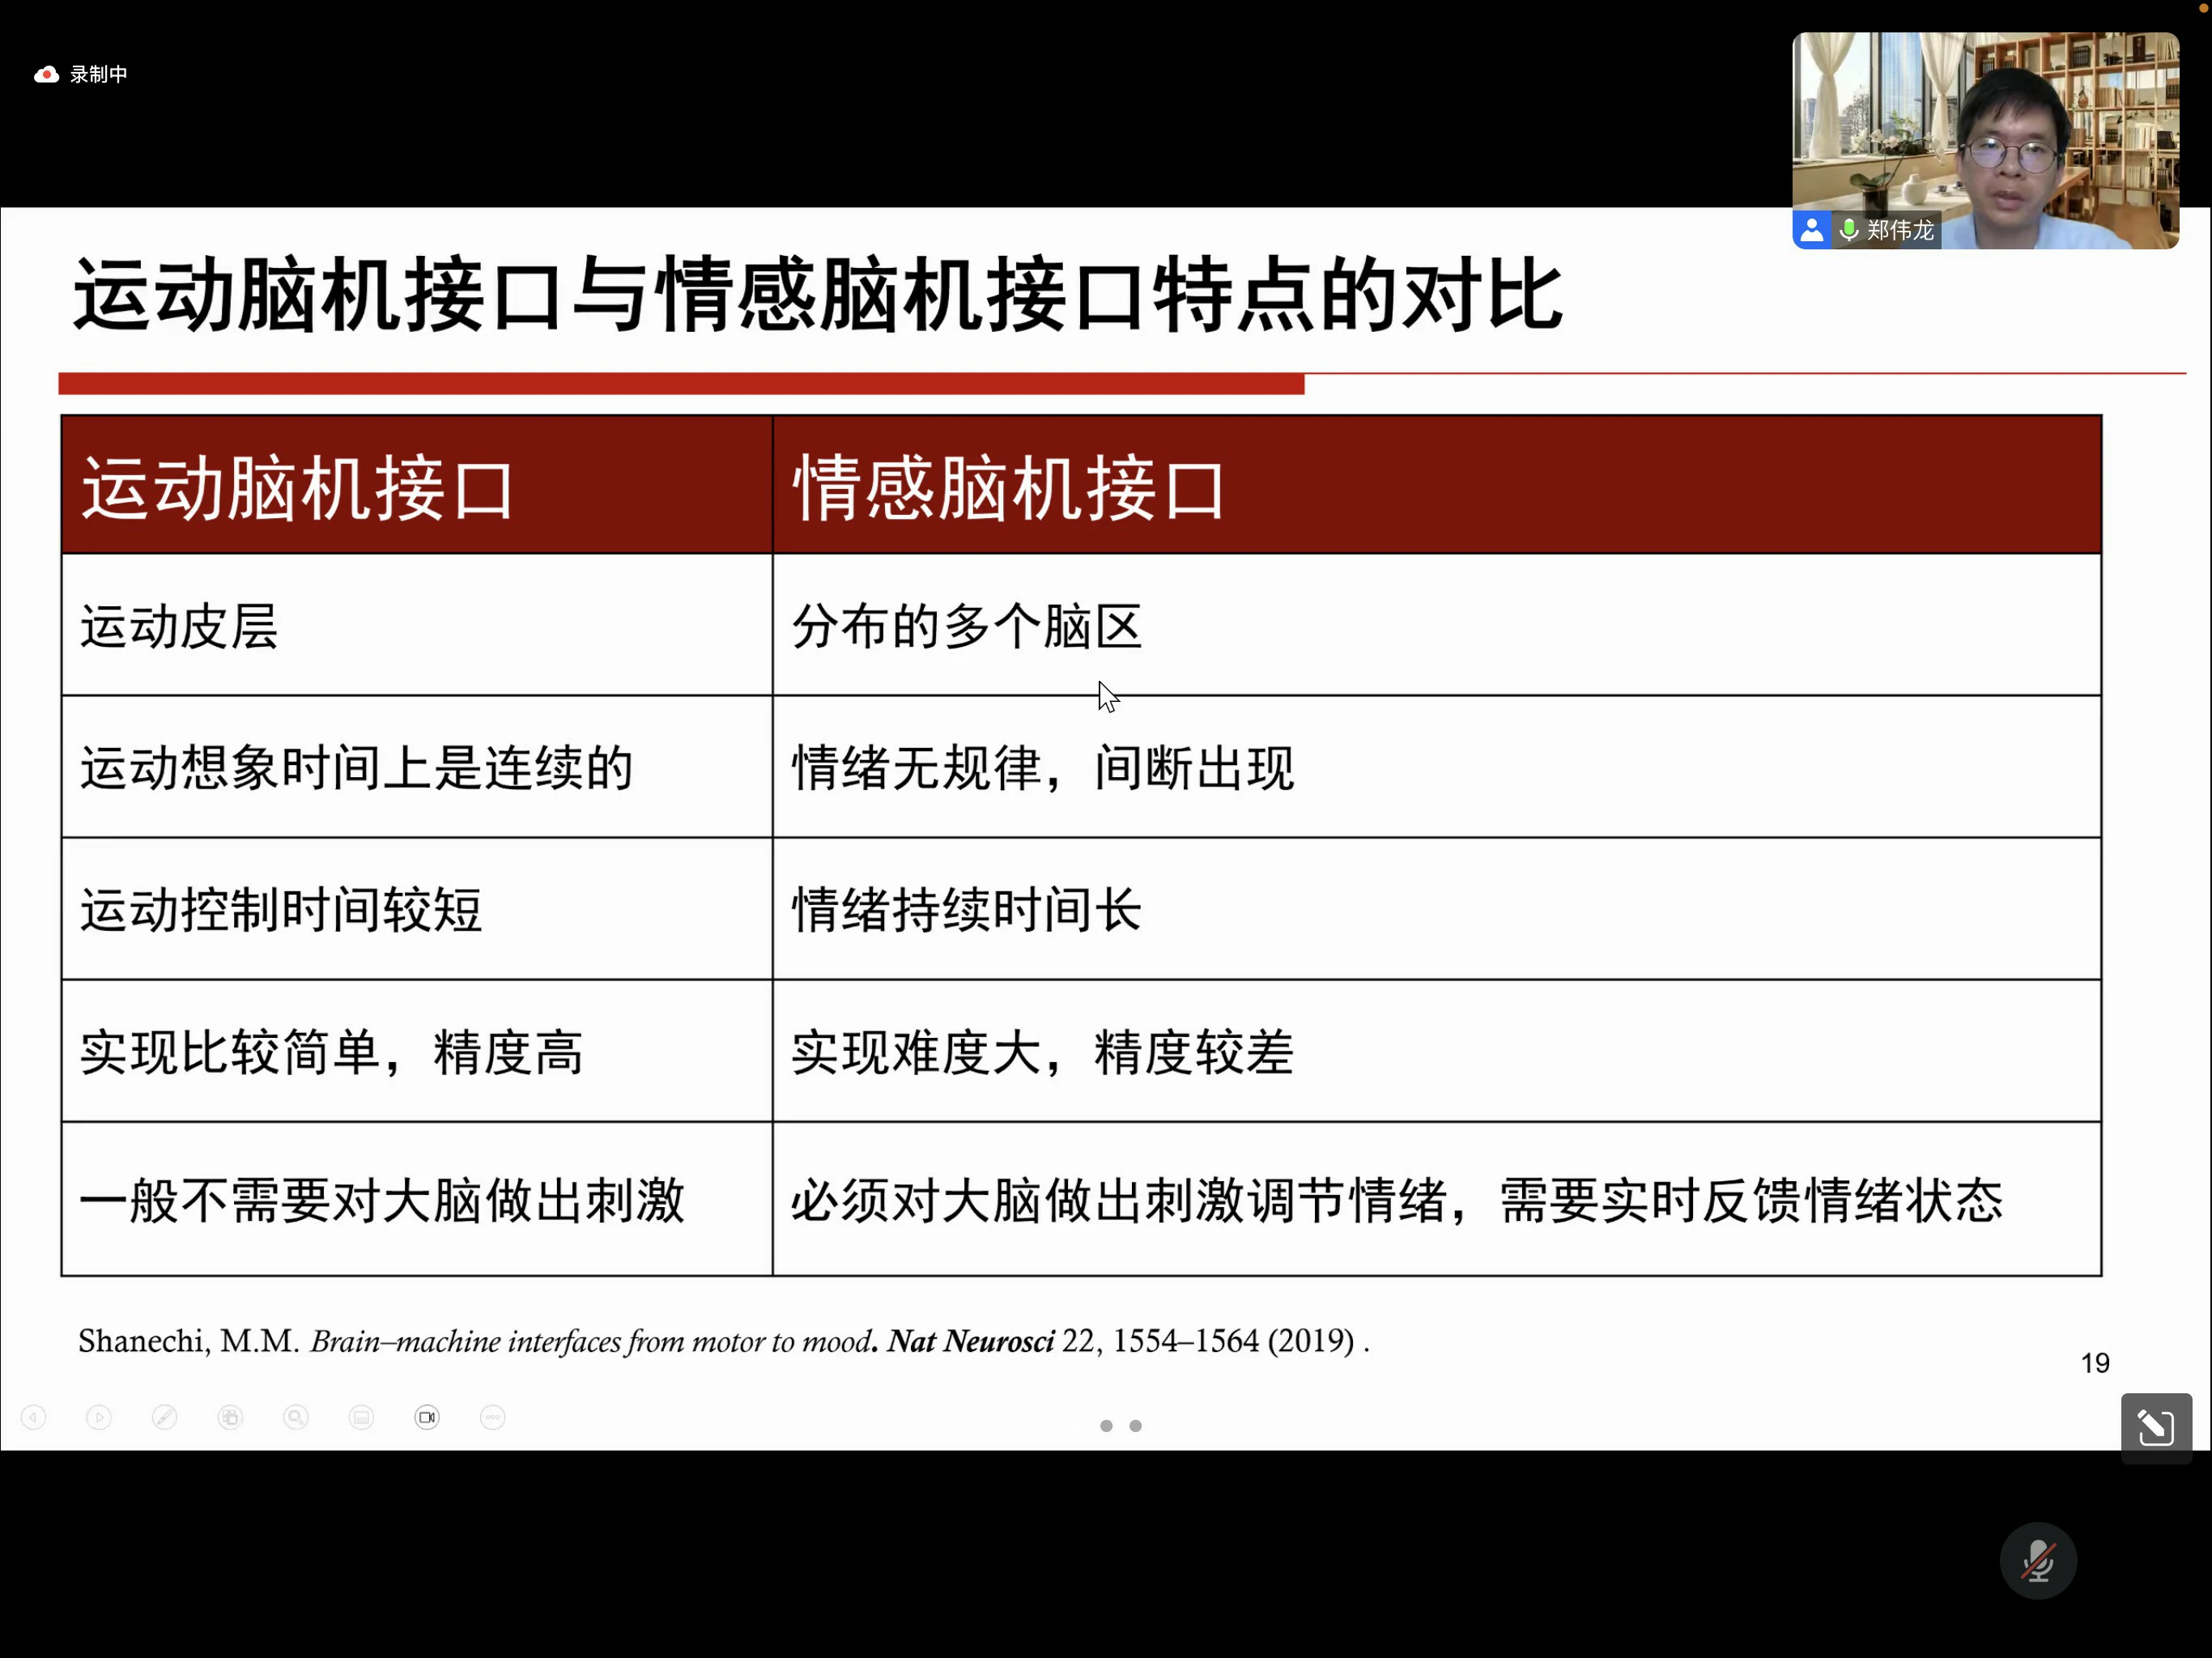 录制中
郑伟龙
运动脑机接口与情感脑机接口特点的对比
运动脑机接口 情感脑机接口
运动皮层 分布的多个脑区
运动想象时间上是连续的 情绪无规律，间断出现
运动控制时间较短 情绪持续时间长
实现比较简单，精度高 实现难度大，精度较差
一般不需要对大脑做出刺激 必须对大脑做出刺激调节情绪，需要实时反馈情绪状态
Shanechi, M.M. Brain–machine interfaces from motor to mood. Nat Neurosci 22, 1554–1564 (2019) .
19